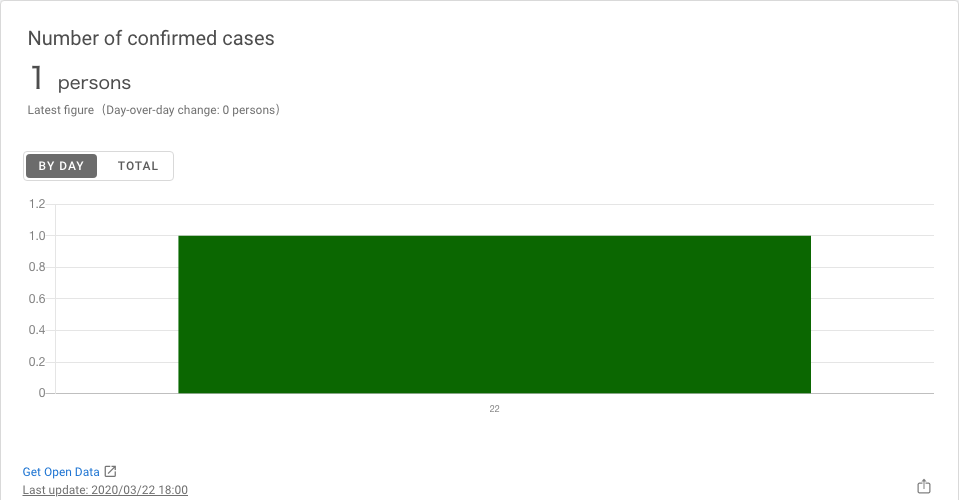 Number of confirmed cases
1 persons
Latest figure（Day-over-day change: 0 persons）
BY DAY TOTAL
1.2
1.0
0.8
0.6
0.4
0.2
0
22
Get Open Data
Last update: 2020/03/22 18:00